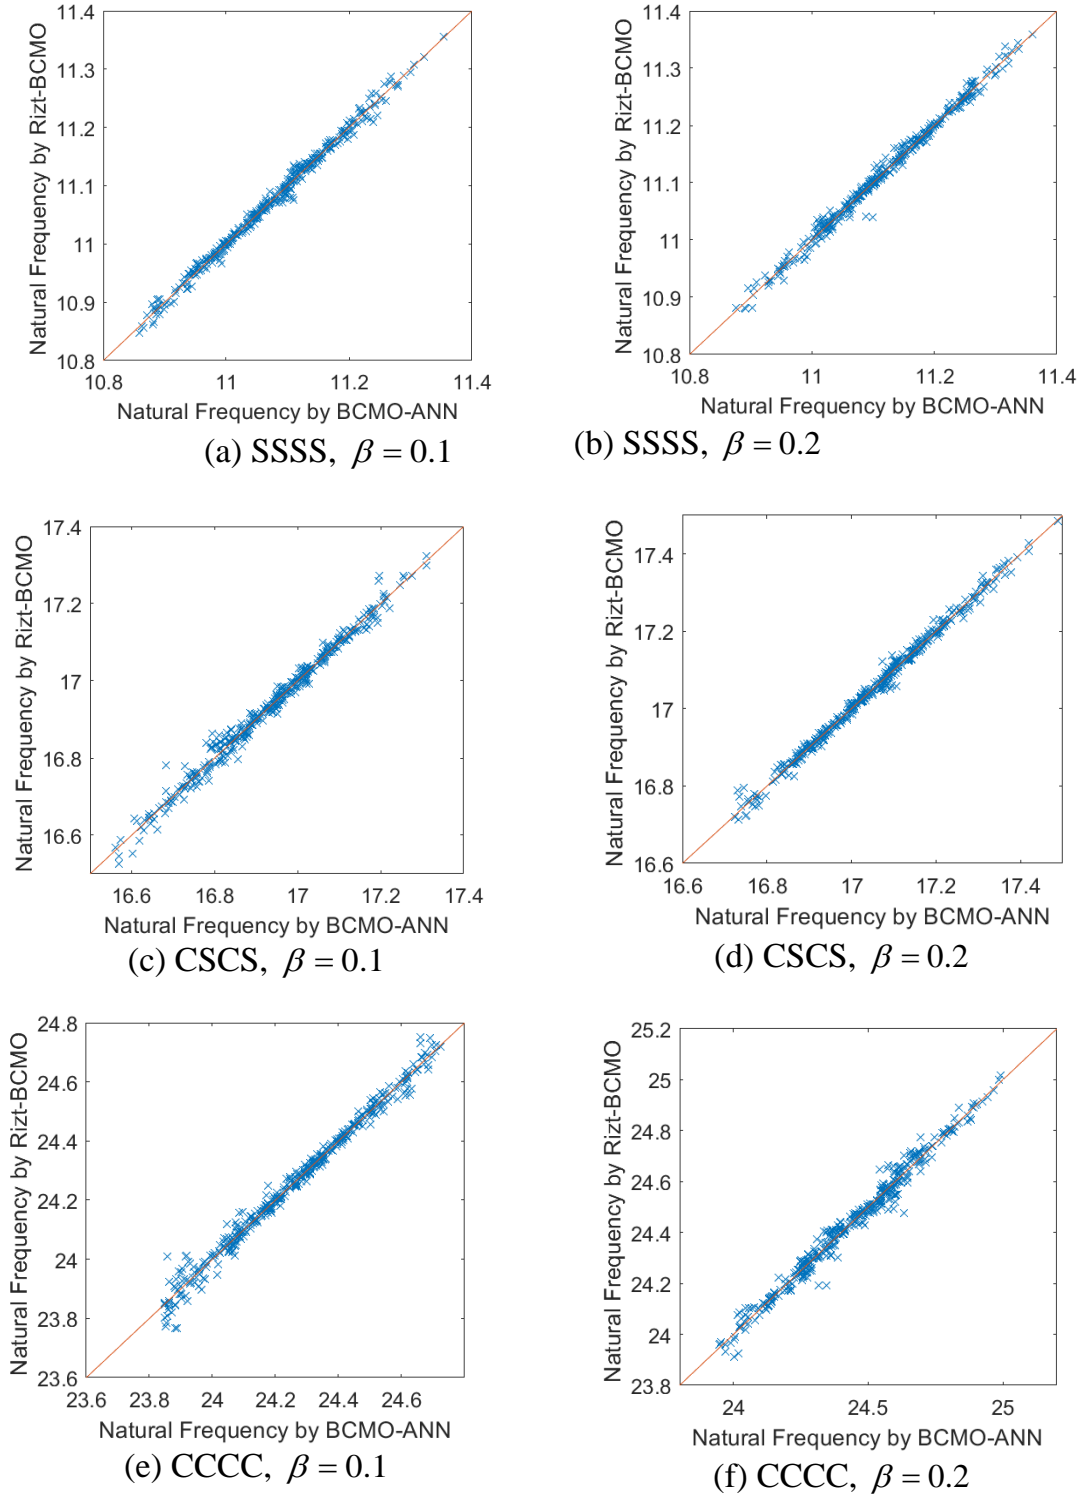 11.4
11.3
11.2
11.1
11
10.9
10.8
Natural Frequency by Rizt-BCMO
10.8 11 11.2 11.4
Natural Frequency by BCMO-ANN
(a) SSSS, β = 0.1
11.4
11.3
11.2
11.1
11
10.9
10.8
Natural Frequency by Rizt-BCMO
10.8 11 11.2 11.4
Natural Frequency by BCMO-ANN
(b) SSSS, β = 0.2
17.4
17.2
17
16.8
16.6
Natural Frequency by Rizt-BCMO
16.6 16.8 17 17.2 17.4
Natural Frequency by BCMO-ANN
(c) CSCS, β = 0.1
17.4
17.2
17
16.8
16.6
Natural Frequency by Rizt-BCMO
16.6 16.8 17 17.2 17.4
Natural Frequency by BCMO-ANN
(d) CSCS, β = 0.2
24.8
24.6
24.4
24.2
24
23.8
23.6
Natural Frequency by Rizt-BCMO
23.6 23.8 24 24.2 24.4 24.6
Natural Frequency by BCMO-ANN
(e) CCCC, β = 0.1
25.2
25
24.8
24.6
24.4
24.2
24
23.8
Natural Frequency by Rizt-BCMO
24 24.5 25
Natural Frequency by BCMO-ANN
(f) CCCC, β = 0.2